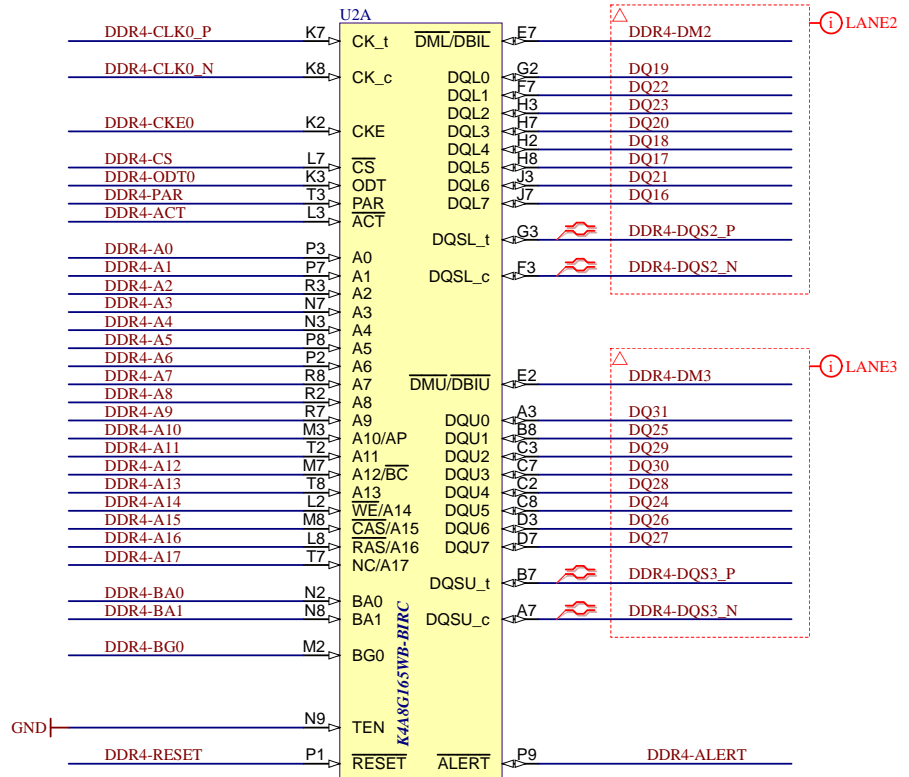 U2A
DDR4-CLK0_P K7 CK_t DML/DBIL E7 DDR4-DM2 i LANE2
DDR4-CLK0_N K8 CK_c DQL0 G2 DQ19
DQL1 F7 DQ22
DQL2 H3 DQ23
DDR4-CKE0 K2 CKE DQL3 H7 DQ20
DQL4 H2 DQ18
DDR4-CS L7 CS DQL5 H8 DQ17
DDR4-ODT0 K3 ODT DQL6 J3 DQ21
DDR4-PAR T3 PAR DQL7 J7 DQ16
DDR4-ACT L3 ACT
DQSL_t G3 DDR4-DQS2_P
DDR4-A0 P3 A0
DDR4-A1 P7 A1 DQSL_c F3 DDR4-DQS2_N
DDR4-A2 R3 A2
DDR4-A3 N7 A3
DDR4-A4 N3 A4
DDR4-A5 P8 A5
DDR4-A6 P2 A6 i LANE3
DDR4-A7 R8 A7 DMU/DBIU E2 DDR4-DM3
DDR4-A8 R2 A8
DDR4-A9 R7 A9 DQU0 A3 DQ31
DDR4-A10 M3 A10/AP DQU1 B8 DQ25
DDR4-A11 T2 A11 DQU2 C3 DQ29
DDR4-A12 M7 A12/BC DQU3 C7 DQ30
DDR4-A13 T8 A13 DQU4 C2 DQ28
DDR4-A14 L2 WE/A14 DQU5 C8 DQ24
DDR4-A15 M8 CAS/A15 DQU6 D3 DQ26
DDR4-A16 L8 RAS/A16 DQU7 D7 DQ27
DDR4-A17 T7 NC/A17
DQSU_t B7 DDR4-DQS3_P
DDR4-BA0 N2 BA0
DDR4-BA1 N8 BA1 DQSU_c A7 DDR4-DQS3_N
DDR4-BG0 M2 BG0
K4A8G165WB-BIRC
GND N9 TEN
DDR4-RESET P1 RESET ALERT P9 DDR4-ALERT